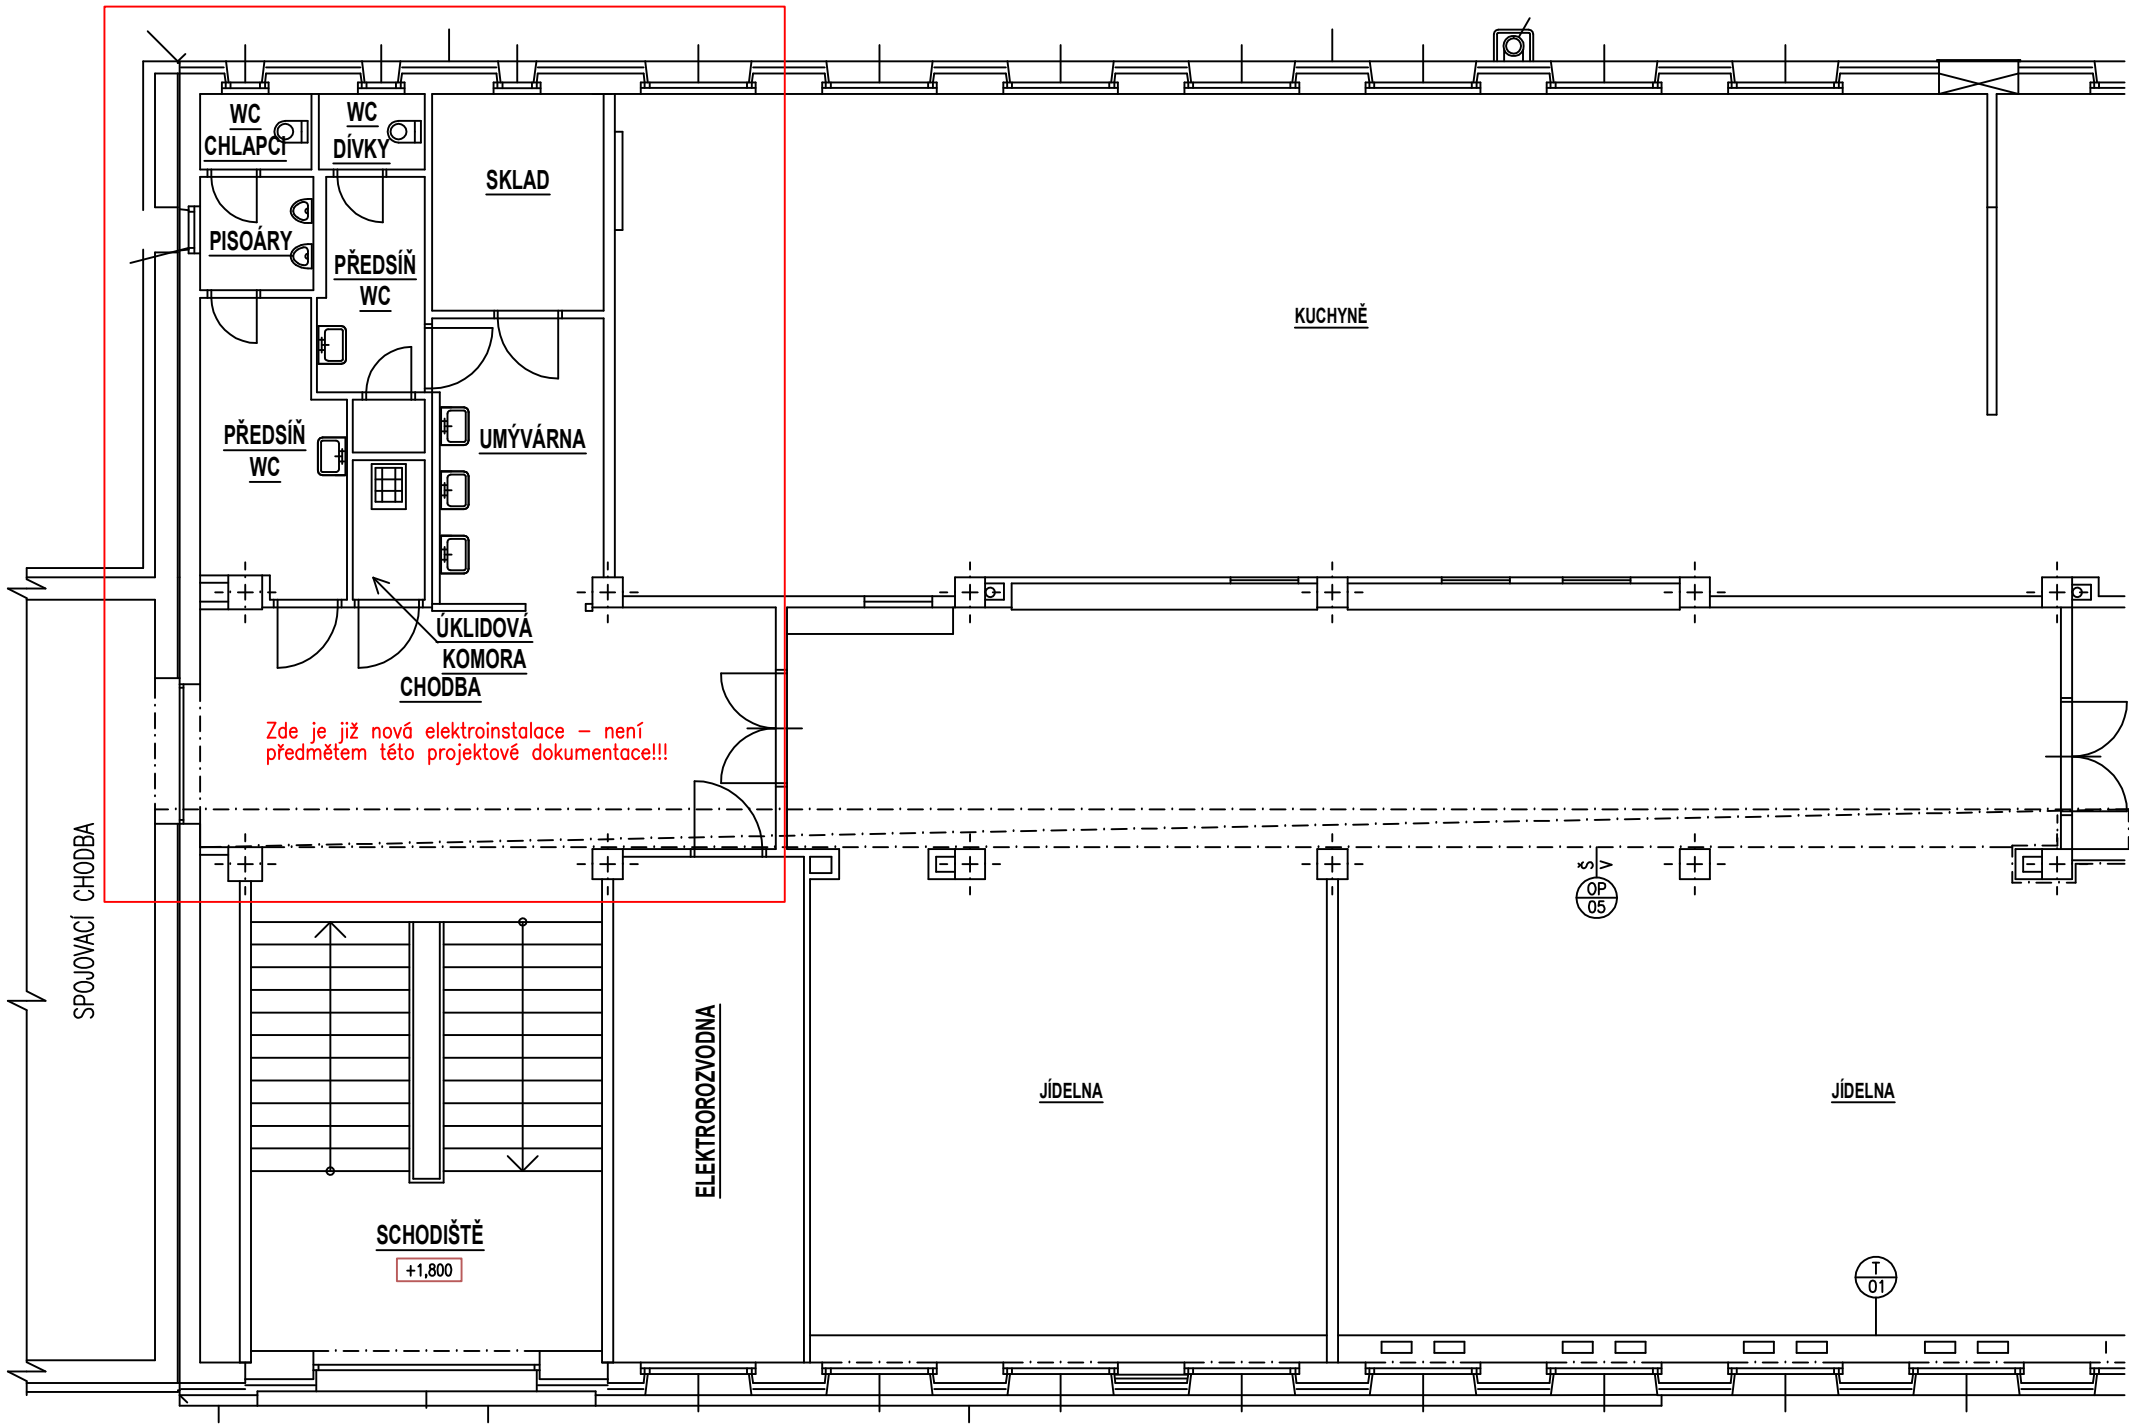 WC
CHLAPCI
WC
DÍVKY
SKLAD
PISOÁRY
PŘEDSÍŇ
WC
KUCHYNĚ
PŘEDSÍŇ
WC
UMÝVÁRNA
ÚKLIDOVÁ
KOMORA
CHODBA
Zde je již nová elektroinstalace – není
předmětem této projektové dokumentace!!!
SPOJOVACÍ CHODBA
Š
V
OP
05
ELEKTROROZVODNA
JÍDELNA
JÍDELNA
SCHODIŠTĚ
+1,800
T
01